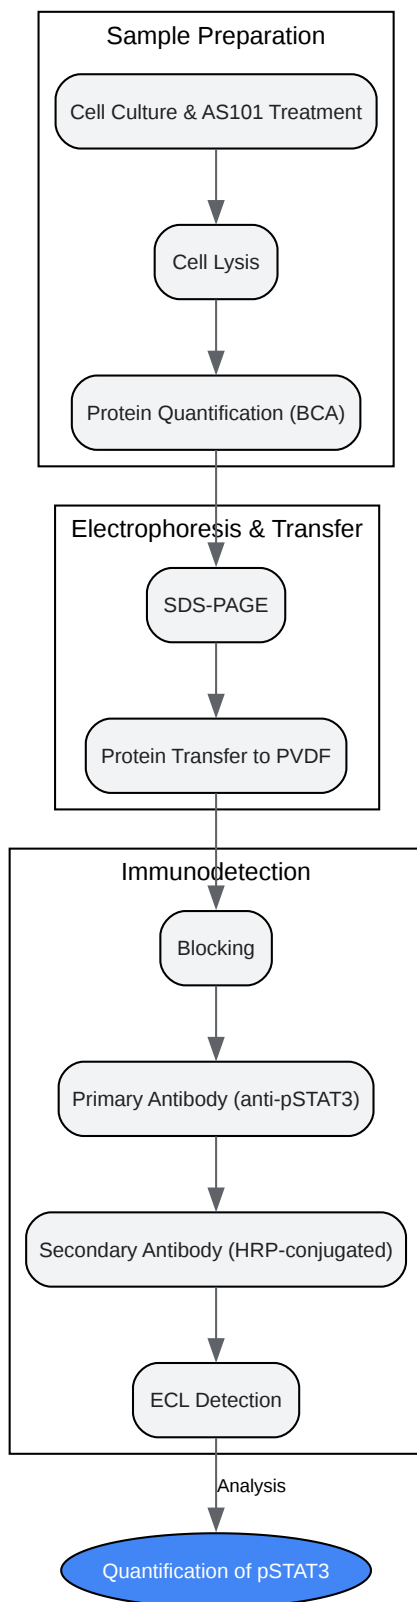 Sample Preparation
Cell Culture & AS101 Treatment
Cell Lysis
Protein Quantification (BCA)
Electrophoresis & Transfer
SDS-PAGE
Protein Transfer to PVDF
Immunodetection
Blocking
Primary Antibody (anti-pSTAT3)
Secondary Antibody (HRP-conjugated)
ECL Detection
Analysis
Quantification of pSTAT3